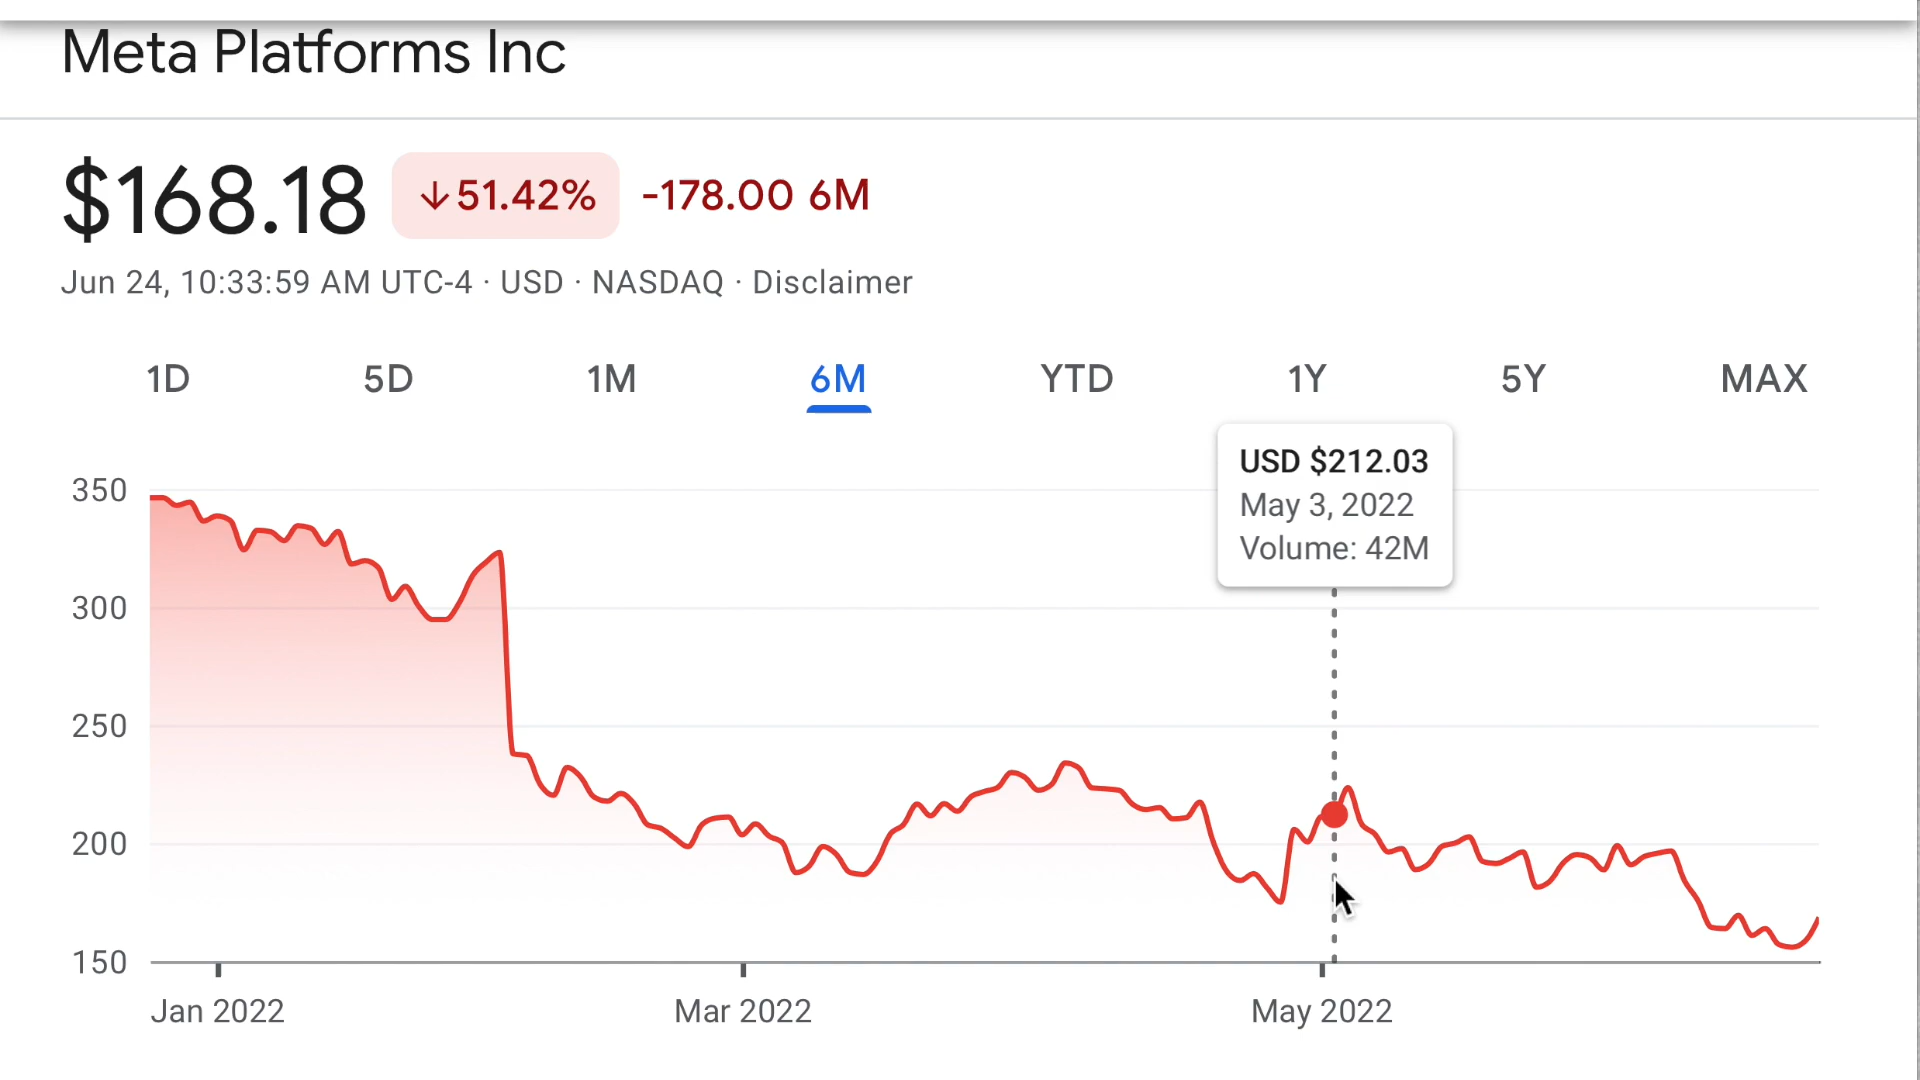 Meta Platforms Inc
$168.18 ↓51.42% -178.00 6M
Jun 24, 10:33:59 AM UTC-4 · USD · NASDAQ · Disclaimer
1D 5D 1M 6M YTD 1Y 5Y MAX
USD $212.03
May 3, 2022
Volume: 42M
350
300
250
200
150
Jan 2022 Mar 2022 May 2022